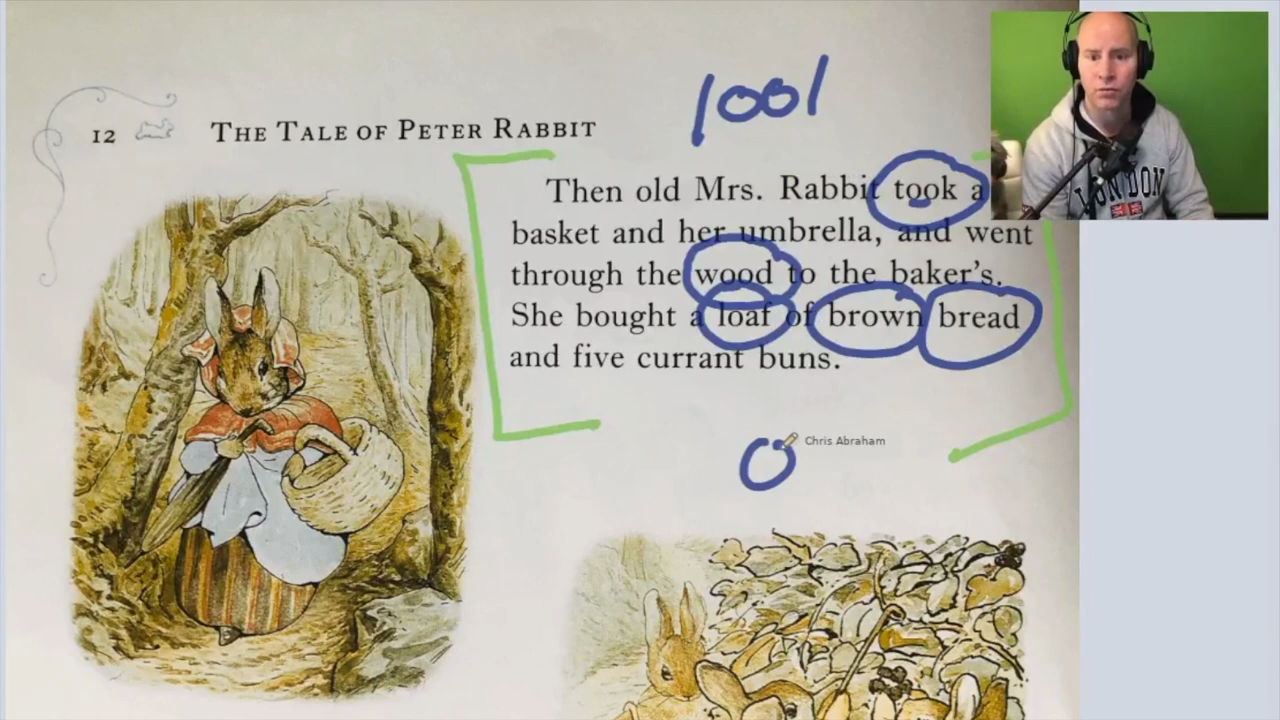 12 THE TALE OF PETER RABBIT
1001
Then old Mrs. Rabbit took a
basket and her umbrella, and went
through the wood to the baker's.
She bought a loaf of brown bread
and five currant buns.
Chris Abraham
LONDON